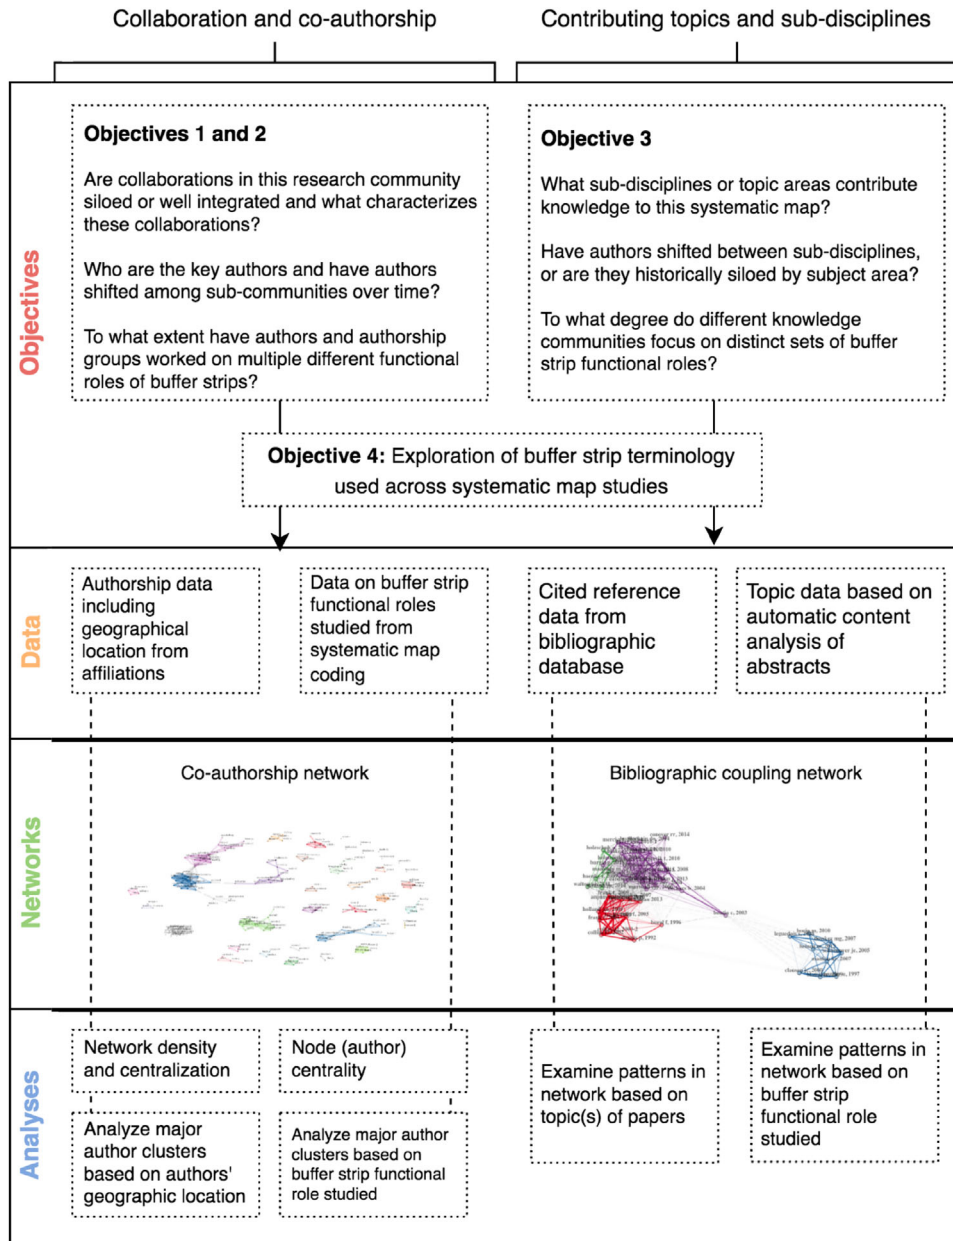 Collaboration and co-authorship
Contributing topics and sub-disciplines
Objectives
Objectives 1 and 2
Are collaborations in this research community
siloed or well integrated and what characterizes
these collaborations?
Who are the key authors and have authors
shifted among sub-communities over time?
To what extent have authors and authorship
groups worked on multiple different functional
roles of buffer strips?
Objective 3
What sub-disciplines or topic areas contribute
knowledge to this systematic map?
Have authors shifted between sub-disciplines,
or are they historically siloed by subject area?
To what degree do different knowledge
communities focus on distinct sets of buffer
strip functional roles?
Objective 4: Exploration of buffer strip terminology
used across systematic map studies
Data
Authorship data
including
geographical
location from
affiliations
Data on buffer strip
functional roles
studied from
systematic map
coding
Cited reference
data from
bibliographic
database
Topic data based on
automatic content
analysis of
abstracts
Networks
Co-authorship network
Bibliographic coupling network
Analyses
Network density
and centralization
Node (author)
centrality
Examine patterns in
network based on
topic(s) of papers
Examine patterns in
network based on
buffer strip
functional role
studied
Analyze major
author clusters
based on authors'
geographic location
Analyze major author
clusters based on
buffer strip functional
role studied